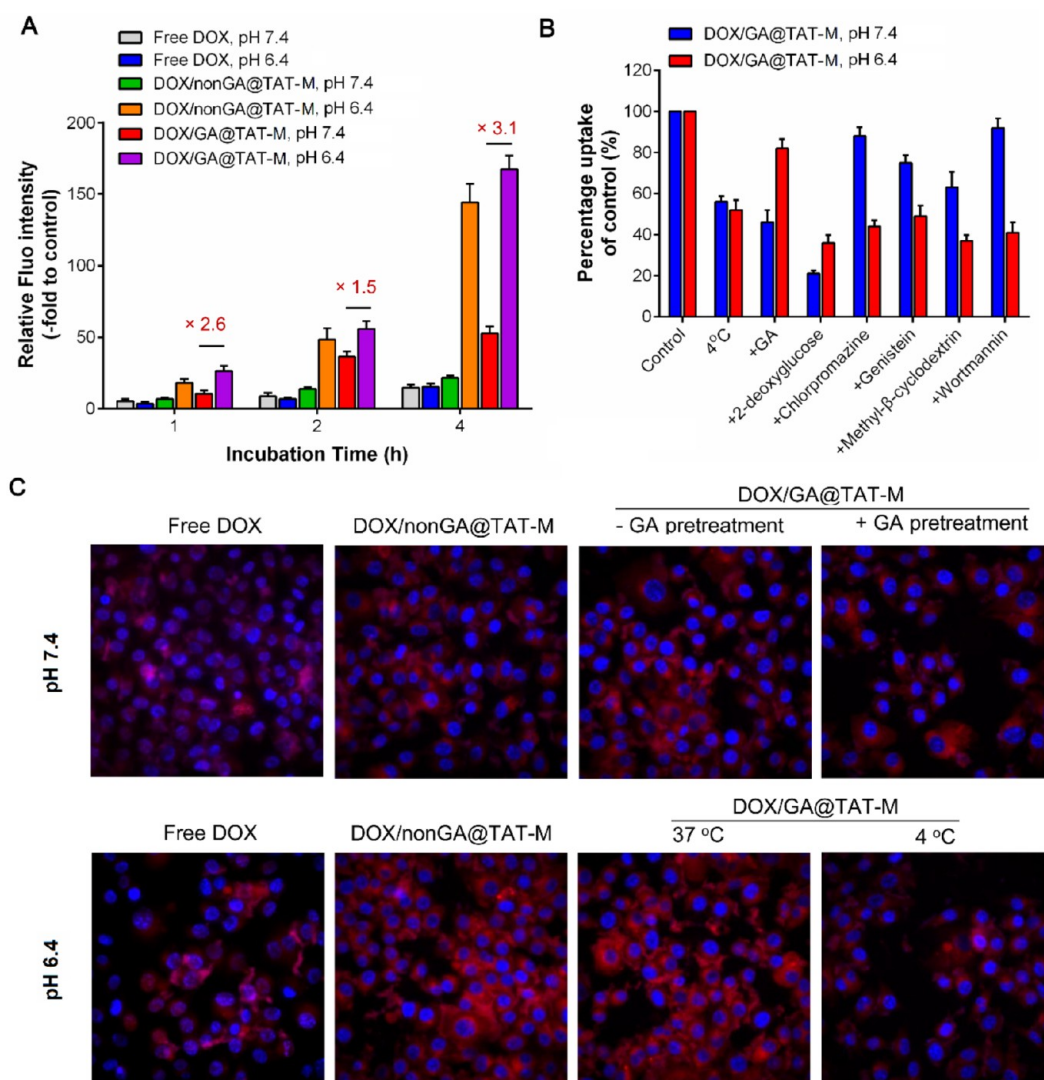 A
Free DOX, pH 7.4
Free DOX, pH 6.4
DOX/nonGA@TAT-M, pH 7.4
DOX/nonGA@TAT-M, pH 6.4
DOX/GA@TAT-M, pH 7.4
DOX/GA@TAT-M, pH 6.4
Relative Fluo intensity
(-fold to control)
200
150
100
50
0
× 2.6
× 1.5
× 3.1
1
2
4
Incubation Time (h)
B
DOX/GA@TAT-M, pH 7.4
DOX/GA@TAT-M, pH 6.4
Percentage uptake
of control (%)
120
100
80
60
40
20
0
Control
4°C
+GA
+2-deoxyglucose
+Chlorpromazine
+Genistein
+Methyl-β-cyclodextrin
+Wortmannin
C
DOX/GA@TAT-M
Free DOX
DOX/nonGA@TAT-M
- GA pretreatment
+ GA pretreatment
pH 7.4
DOX/GA@TAT-M
Free DOX
DOX/nonGA@TAT-M
37 °C
4 °C
pH 6.4